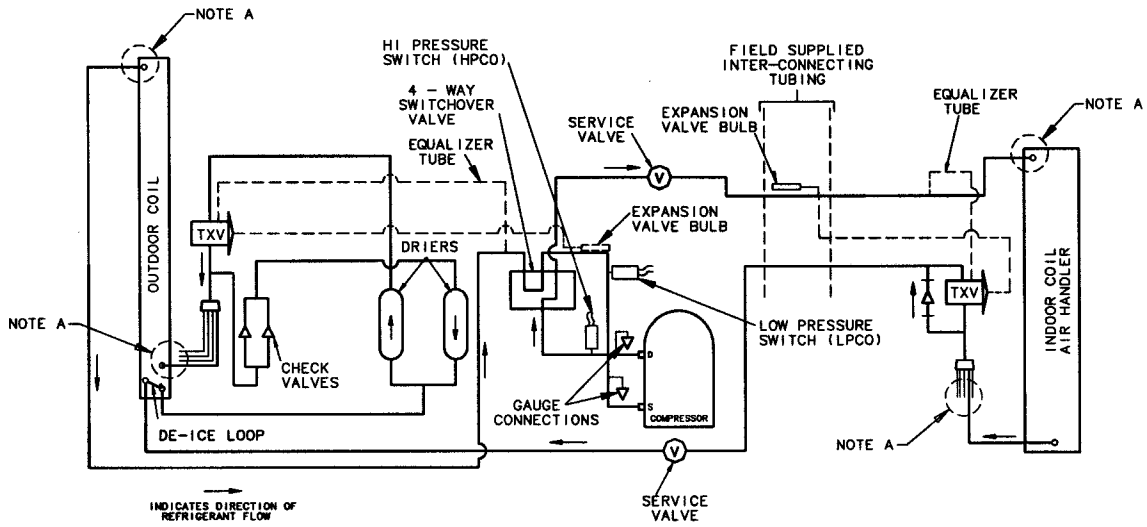 NOTE A
HI PRESSURE
SWITCH (HPCO)
4 - WAY
SWITCHOVER
VALVE
EQUALIZER
TUBE
SERVICE
VALVE
FIELD SUPPLIED
INTER-CONNECTING
TUBING
EXPANSION
VALVE BULB
EQUALIZER
TUBE
NOTE A
OUTDOOR COIL
TXV
DRIERS
V
EXPANSION
VALVE BULB
NOTE A
CHECK
VALVES
DE-ICE LOOP
GAUGE
CONNECTIONS
D
S
COMPRESSOR
LOW PRESSURE
SWITCH (LPCO)
TXV
INDOOR COIL
AIR HANDLER
NOTE A
V
SERVICE
VALVE
INDICATES DIRECTION OF
REFRIGERANT FLOW